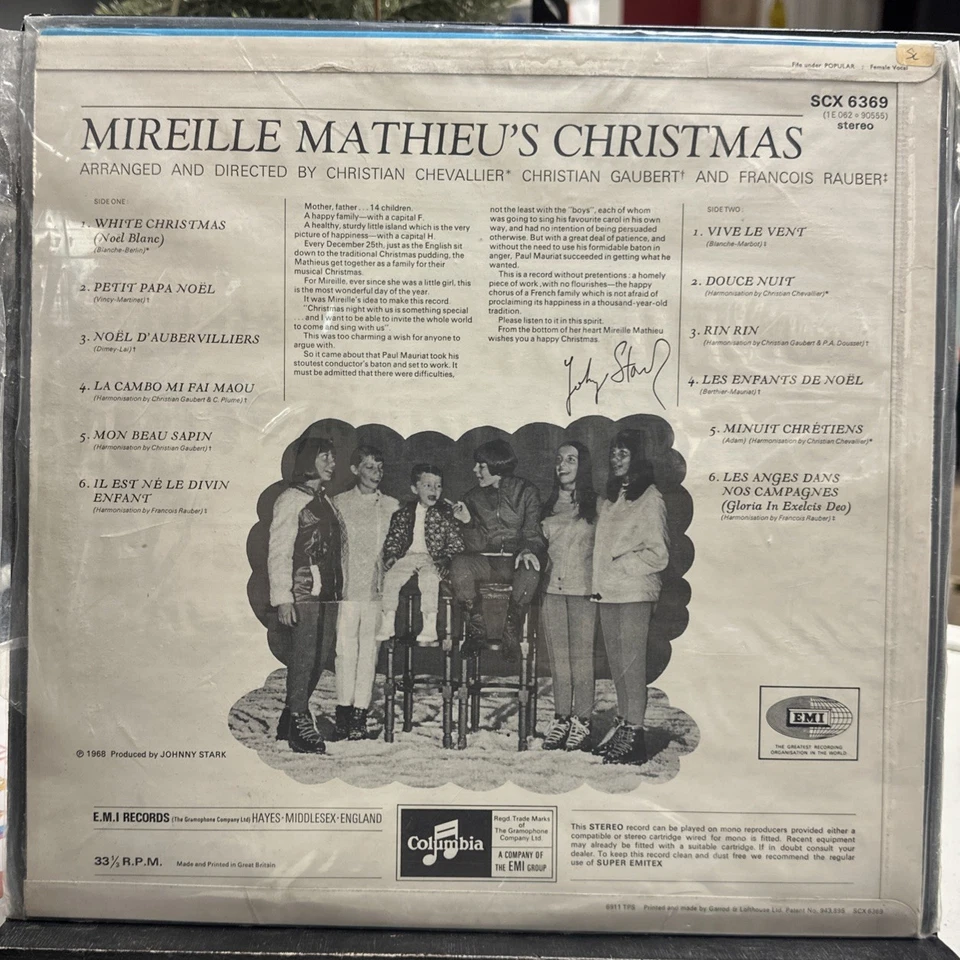 Sc
File under POPULAR : Female Vocal
SCX 6369
(1E 062 o 90555)
stereo
MIREILLE MATHIEU'S CHRISTMAS
ARRANGED AND DIRECTED BY CHRISTIAN CHEVALLIER* CHRISTIAN GAUBERT† AND FRANCOIS RAUBER‡
SIDE ONE:
1. WHITE CHRISTMAS
(Noël Blanc)
(Blanche-Berlin)*
2. PETIT PAPA NOËL
(Vincy-Martinet)†
3. NOËL D'AUBERVILLIERS
(Dimey-Lai)†
4. LA CAMBO MI FAI MAOU
(Harmonisation by Christian Gaubert & C. Plume)†
5. MON BEAU SAPIN
(Harmonisation by Christian Gaubert)†
6. IL EST NÉ LE DIVIN
ENFANT
(Harmonisation by Francois Rauber)‡
Mother, father . . . 14 children.
A happy family—with a capital F.
A healthy, sturdy little island which is the very
picture of happiness—with a capital H.
Every December 25th, just as the English sit
down to the traditional Christmas pudding, the
Mathieus get together as a family for their
musical Christmas.
For Mireille, ever since she was a little girl, this
is the most wonderful day of the year.
It was Mireille's idea to make this record.
"Christmas night with us is something special
. . . and I want to be able to invite the whole world
to come and sing with us".
This was too charming a wish for anyone to
argue with.
So it came about that Paul Mauriat took his
stoutest conductor's baton and set to work. It
must be admitted that there were difficulties,
not the least with the "boys", each of whom
was going to sing his favourite carol in his own
way, and had no intention of being persuaded
otherwise. But with a great deal of patience, and
without the need to use his formidable baton in
anger, Paul Mauriat succeeded in getting what he
wanted.
This is a record without pretentions: a homely
piece of work, with no flourishes—the happy
chorus of a French family which is not afraid of
proclaiming its happiness in a thousand-year-old
tradition.
Please listen to it in this spirit.
From the bottom of her heart Mireille Mathieu
wishes you a happy Christmas.
Johny Stark
SIDE TWO:
1. VIVE LE VENT
(Blanche-Marbot)‡
2. DOUCE NUIT
(Harmonisation by Christian Chevallier)*
3. RIN RIN
(Harmonisation by Christian Gaubert & P.A. Dousset)†
4. LES ENFANTS DE NOËL
(Berthier-Mauriat)†
5. MINUIT CHRÉTIENS
(Adam) (Harmonisation by Christian Chevallier)*
6. LES ANGES DANS
NOS CAMPAGNES
(Gloria In Exelcis Deo)
(Harmonisation by Francois Rauber)‡
℗ 1968 Produced by JOHNNY STARK
EMI
THE GREATEST RECORDING
ORGANISATION IN THE WORLD
E.M.I RECORDS (The Gramophone Company Ltd) HAYES·MIDDLESEX·ENGLAND
33⅓ R.P.M. Made and Printed in Great Britain
Columbia
Regd. Trade Marks
of
The Gramophone
Company Ltd.
A COMPANY OF
THE EMI GROUP
This STEREO record can be played on mono reproducers provided either a
compatible or stereo cartridge wired for mono is fitted. Recent equipment
may already be fitted with a suitable cartridge. If in doubt consult your
dealer. To keep this record clean and dust free we recommend the regular
use of SUPER EMITEX
6911 TPS Printed and made by Garrod & Lofthouse Ltd. Patent No. 943,895 SCX 6369